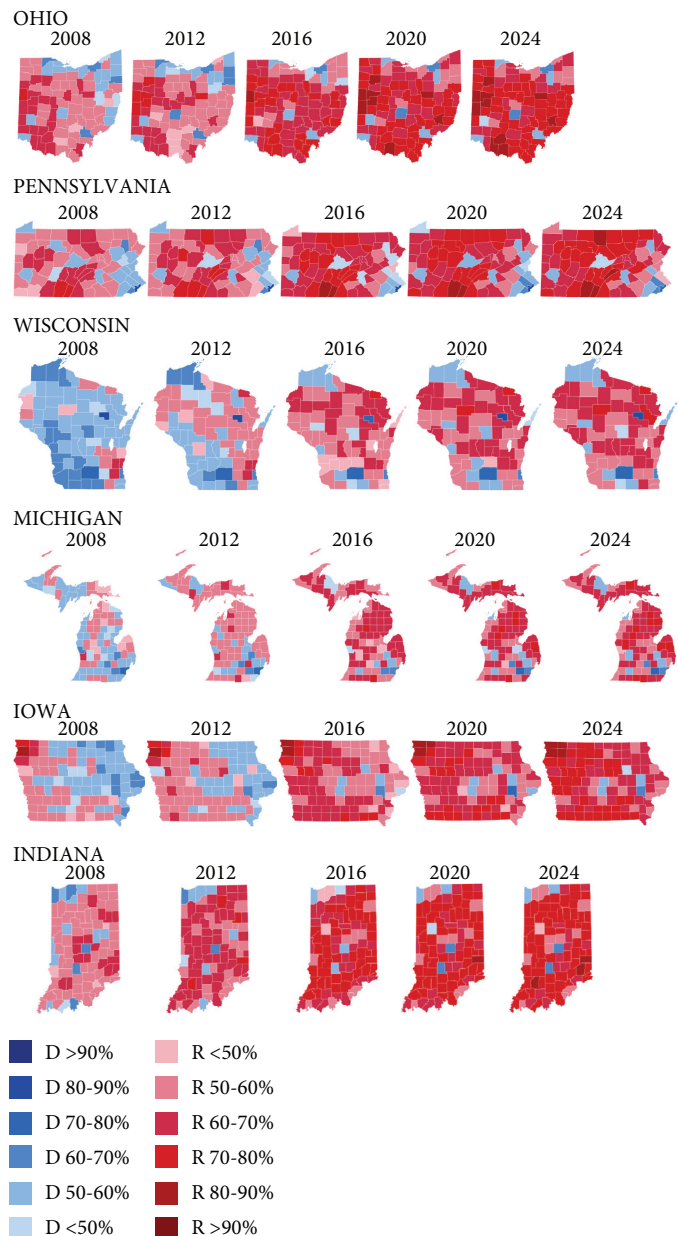 OHIO
2008 2012 2016 2020 2024
PENNSYLVANIA
2008 2012 2016 2020 2024
WISCONSIN
2008 2012 2016 2020 2024
MICHIGAN
2008 2012 2016 2020 2024
IOWA
2008 2012 2016 2020 2024
INDIANA
2008 2012 2016 2020 2024
D >90% R <50%
D 80-90% R 50-60%
D 70-80% R 60-70%
D 60-70% R 70-80%
D 50-60% R 80-90%
D <50% R >90%